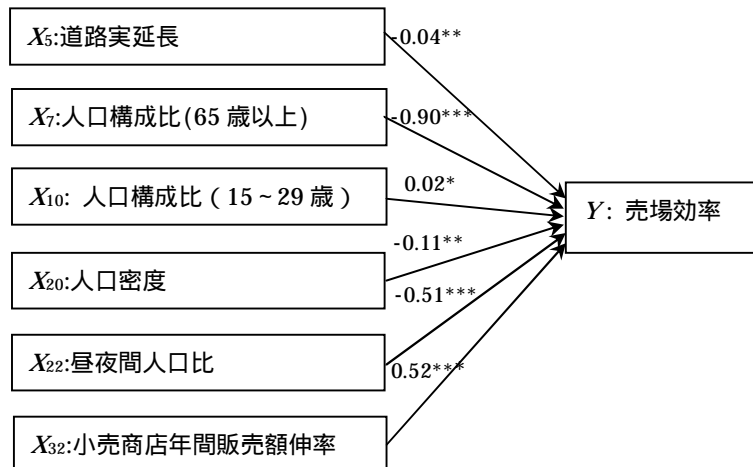 X5:道路実延長
-0.04**
X7:人口構成比(65 歳以上)
-0.90***
X10: 人口構成比（15~29 歳）
0.02*
Y: 売場効率
-0.11**
X20:人口密度
-0.51***
X22:昼夜間人口比
0.52***
X32:小売商店年間販売額伸率